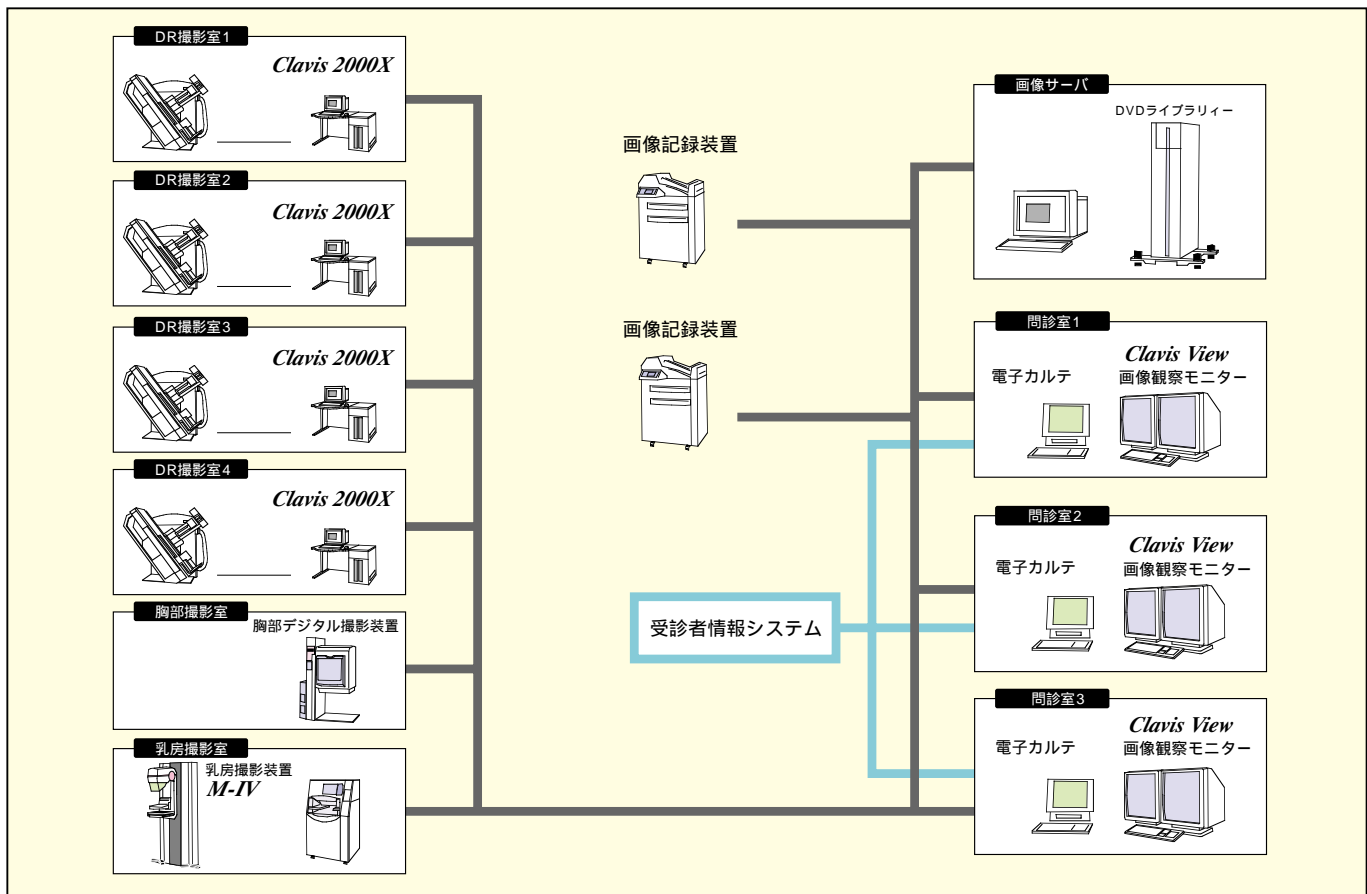 DR撮影室1
Clavis 2000X
DR撮影室2
Clavis 2000X
DR撮影室3
Clavis 2000X
DR撮影室4
Clavis 2000X
胸部撮影室
胸部デジタル撮影装置
乳房撮影室
乳房撮影装置
M-IV
画像記録装置
画像記録装置
受診者情報システム
画像サーバ
DVDライブラリィー
問診室1
Clavis View
電子カルテ 画像観察モニター
問診室2
Clavis View
電子カルテ 画像観察モニター
問診室3
Clavis View
電子カルテ 画像観察モニター